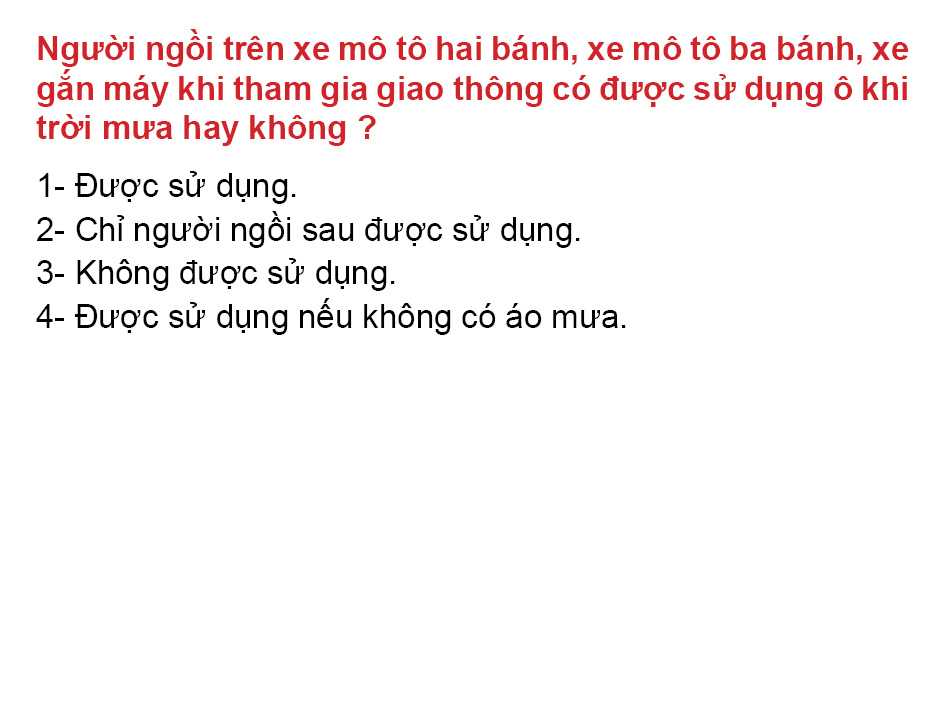 Người ngồi trên xe mô tô hai bánh, xe mô tô ba bánh, xe
gắn máy khi tham gia giao thông có được sử dụng ô khi
trời mưa hay không ?
1- Được sử dụng.
2- Chỉ người ngồi sau được sử dụng.
3- Không được sử dụng.
4- Được sử dụng nếu không có áo mưa.